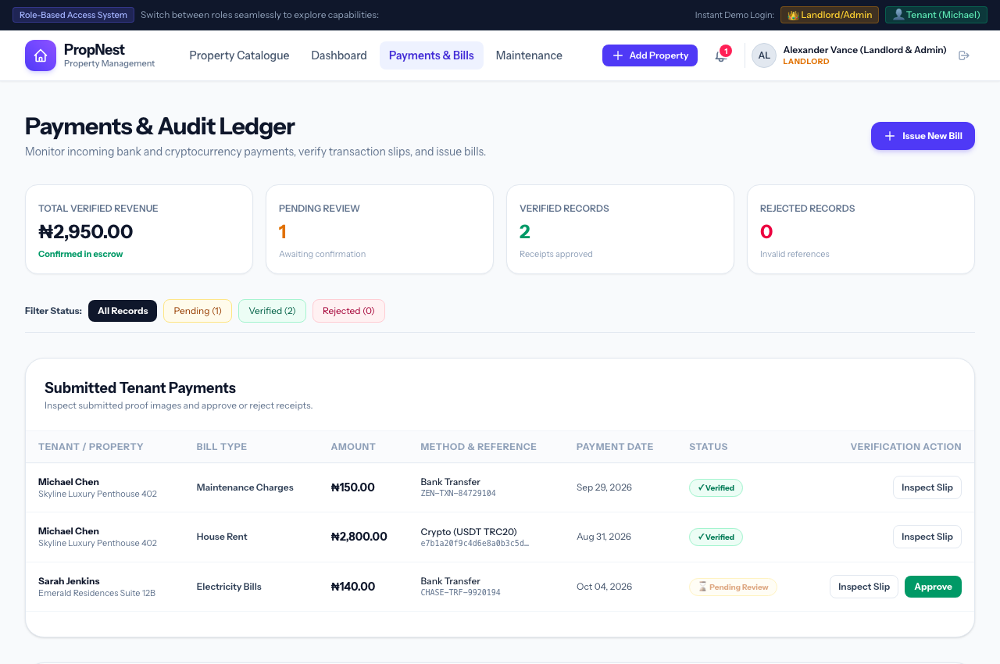 Role-Based Access System Switch between roles seamlessly to explore capabilities: Instant Demo Login: 👑 Landlord/Admin 👤 Tenant (Michael)
PropNest
Property Management
Property Catalogue Dashboard Payments & Bills Maintenance
+ Add Property
1
AL
Alexander Vance (Landlord & Admin)
LANDLORD
Payments & Audit Ledger
Monitor incoming bank and cryptocurrency payments, verify transaction slips, and issue bills.
+ Issue New Bill
TOTAL VERIFIED REVENUE
₦2,950.00
Confirmed in escrow
PENDING REVIEW
1
Awaiting confirmation
VERIFIED RECORDS
2
Receipts approved
REJECTED RECORDS
0
Invalid references
Filter Status: All Records Pending (1) Verified (2) Rejected (0)
Submitted Tenant Payments
Inspect submitted proof images and approve or reject receipts.
TENANT / PROPERTY BILL TYPE AMOUNT METHOD & REFERENCE PAYMENT DATE STATUS VERIFICATION ACTION
Michael Chen
Skyline Luxury Penthouse 402
Maintenance Charges
₦150.00
Bank Transfer
ZEN-TXN-84729104
Sep 29, 2026
✓ Verified
Inspect Slip
Michael Chen
Skyline Luxury Penthouse 402
House Rent
₦2,800.00
Crypto (USDT TRC20)
e7b1a20f9c4d6e8a0b3c5d…
Aug 31, 2026
✓ Verified
Inspect Slip
Sarah Jenkins
Emerald Residences Suite 12B
Electricity Bills
₦140.00
Bank Transfer
CHASE-TRF-9920194
Oct 04, 2026
⌛ Pending Review
Inspect Slip
Approve